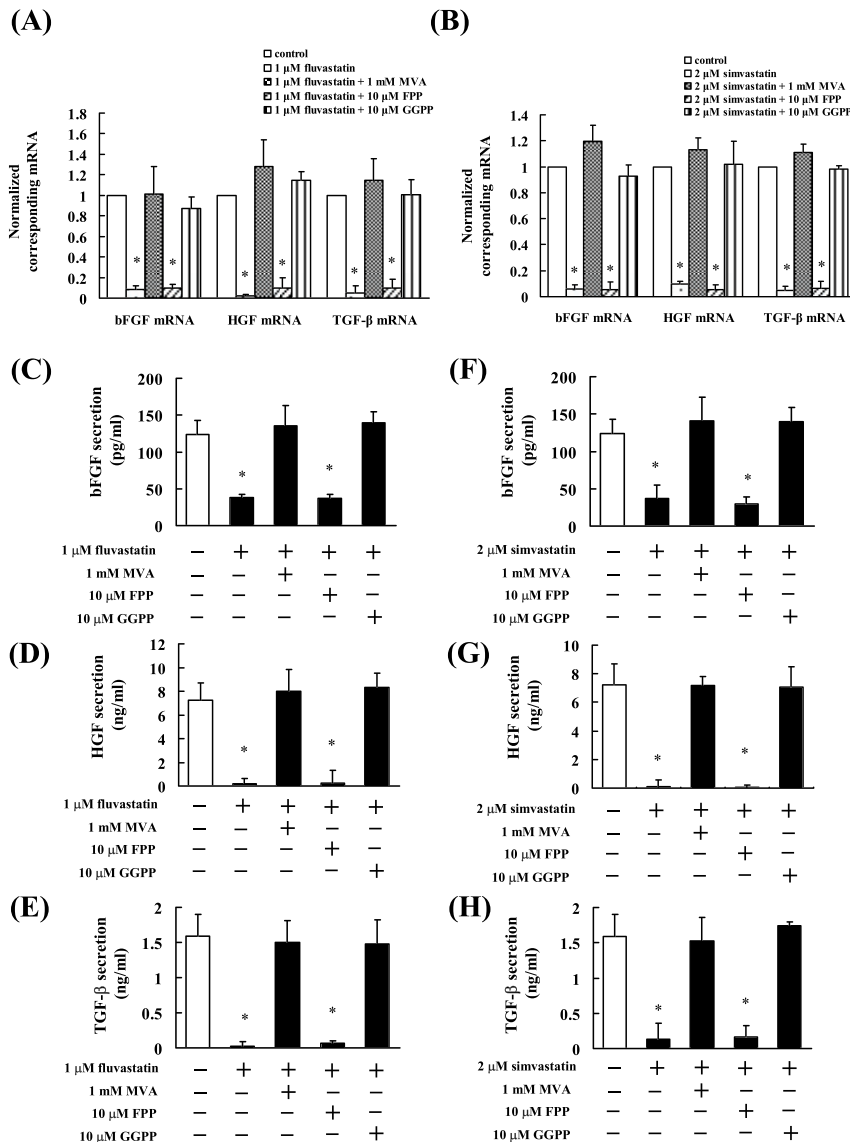 (A)
control
1 µM fluvastatin
1 µM fluvastatin + 1 mM MVA
1 µM fluvastatin + 10 µM FPP
1 µM fluvastatin + 10 µM GGPP
Normalized
corresponding mRNA
1.8
1.6
1.4
1.2
1
0.8
0.6
0.4
0.2
0
* * * * * *
bFGF mRNA HGF mRNA TGF-β mRNA
(B)
control
2 µM simvastatin
2 µM simvastatin + 1 mM MVA
2 µM simvastatin + 10 µM FPP
2 µM simvastatin + 10 µM GGPP
Normalized
corresponding mRNA
1.4
1.2
1
0.8
0.6
0.4
0.2
0
* * * * * *
bFGF mRNA HGF mRNA TGF-β mRNA
(C)
bFGF secretion
(pg/ml)
200
150
100
50
0
* *
1 µM fluvastatin − + + + +
1 mM MVA − − + − −
10 µM FPP − − − + −
10 µM GGPP − − − − +
(F)
bFGF secretion
(pg/ml)
200
150
100
50
0
* *
2 µM simvastatin − + + + +
1 mM MVA − − + − −
10 µM FPP − − − + −
10 µM GGPP − − − − +
(D)
HGF secretion
(ng/ml)
12
10
8
6
4
2
0
* *
1 µM fluvastatin − + + + +
1 mM MVA − − + − −
10 µM FPP − − − + −
10 µM GGPP − − − − +
(G)
HGF secretion
(ng/ml)
10
8
6
4
2
0
* *
2 µM simvastatin − + + + +
1 mM MVA − − + − −
10 µM FPP − − − + −
10 µM GGPP − − − − +
(E)
TGF-β secretion
(ng/ml)
2
1.5
1
0.5
0
* *
1 µM fluvastatin − + + + +
1 mM MVA − − + − −
10 µM FPP − − − + −
10 µM GGPP − − − − +
(H)
TGF-β secretion
(ng/ml)
2
1.5
1
0.5
0
* *
2 µM simvastatin − + + + +
1 mM MVA − − + − −
10 µM FPP − − − + −
10 µM GGPP − − − − +